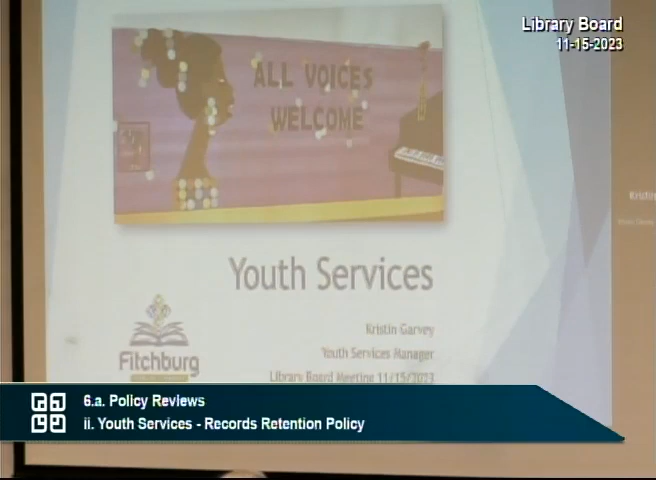 Library Board
11-15-2023
ALL VOICES
WELCOME
Youth Services
Kristin Garvey
Youth Services Manager
Library Board Meeting 11/15/2023
Fitchburg
6.a. Policy Reviews
ii. Youth Services - Records Retention Policy